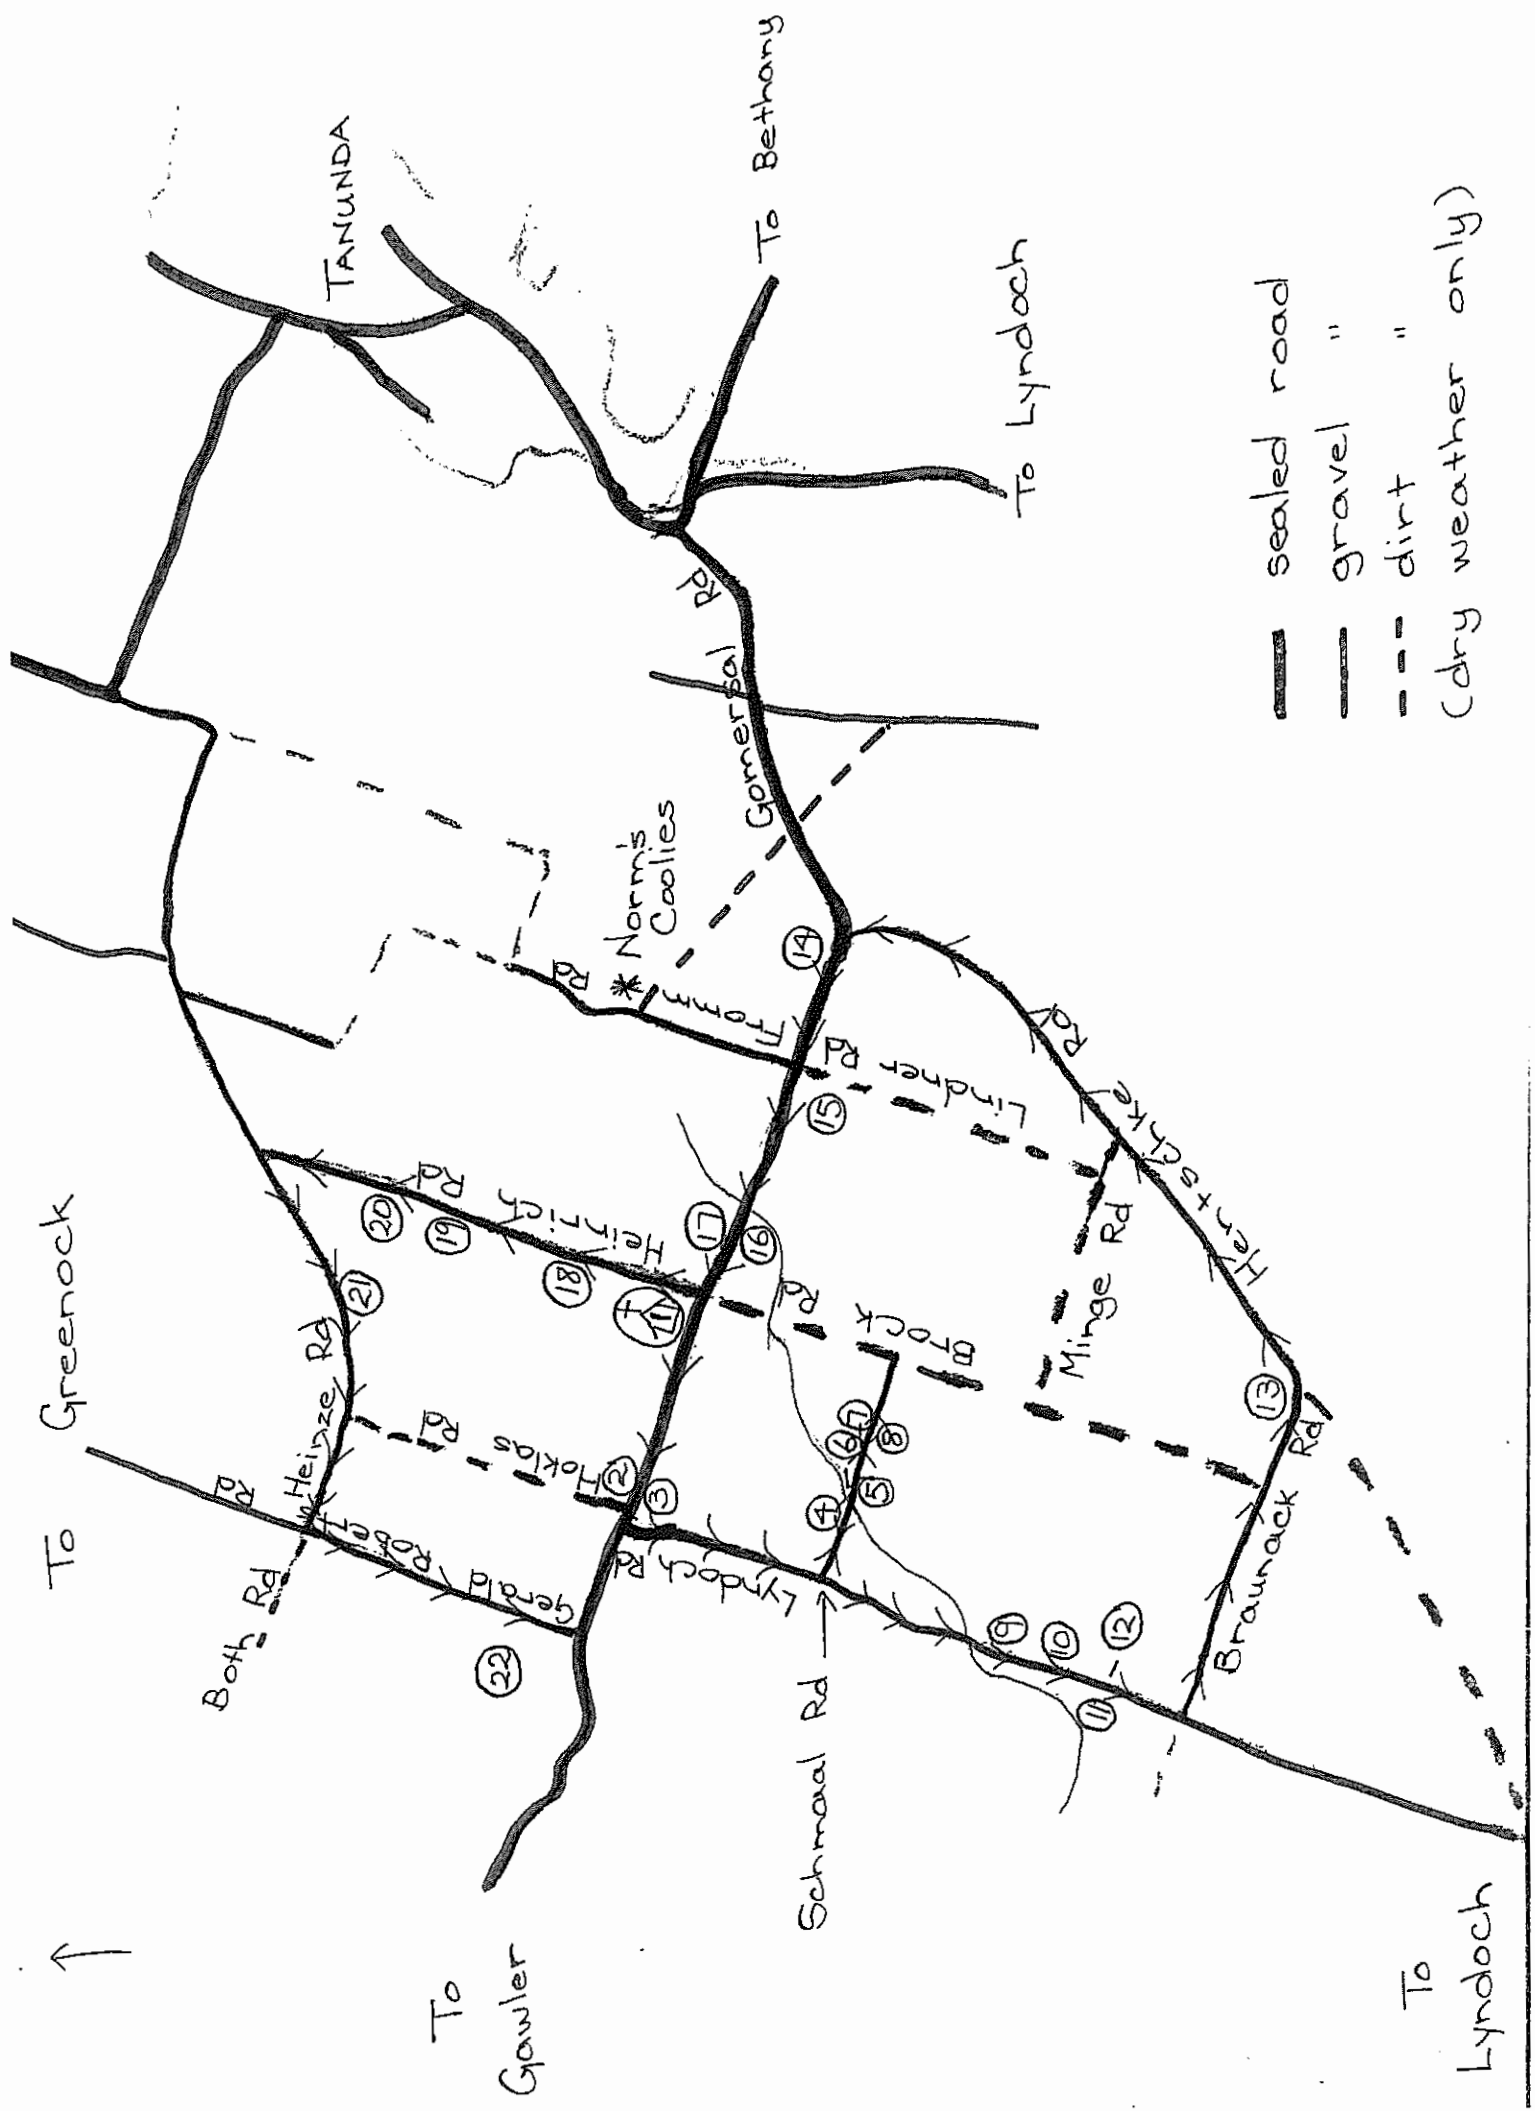 To
Greenock
TANUNDA
Both Rd
Heinze Rd
Gerald Robert Rd
Hoklas Rd
Heinrich Rd
21
20
19
18
22
To
Gawler
2
3
17
16
Norm's
Coolies
Fromm Rd
Gomersal Rd
To Bethany
Lyndoch Rd
Schmaal Rd
4
5
6
7
8
Brock Rd
15
14
Lindner Rd
To Lyndoch
9
10
11
12
Minge Rd
Hentschke Rd
Braunack Rd
13
sealed road
gravel "
dirt "
(dry weather only)
To
Lyndoch